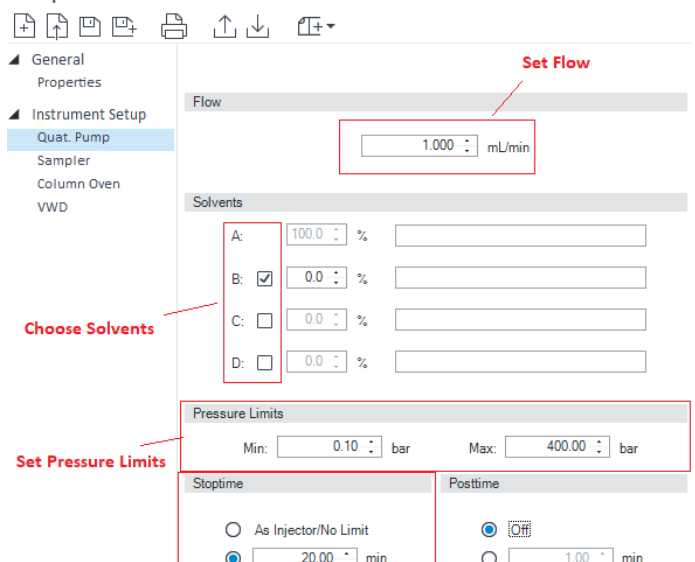 General
Properties
Instrument Setup
Quat. Pump
Sampler
Column Oven
VWD
Set Flow
Flow
1.000 mL/min
Solvents
A: 100.0 %
B: 0.0 %
C: 0.0 %
D: 0.0 %
Choose Solvents
Pressure Limits
Min: 0.10 bar Max: 400.00 bar
Set Pressure Limits
Stoptime Posttime
As Injector/No Limit Off
20.00 min 1.00 min